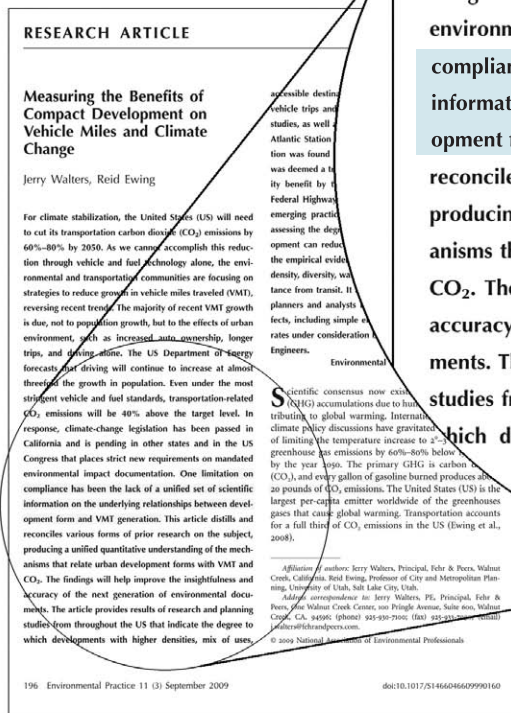 RESEARCH ARTICLE
Measuring the Benefits of
Compact Development on
Vehicle Miles and Climate
Change
Jerry Walters, Reid Ewing
For climate stabilization, the United States (US) will need
to cut its transportation carbon dioxide (CO₂) emissions by
60%–80% by 2050. As we cannot accomplish this reduc-
tion through vehicle and fuel technology alone, the envi-
ronmental and transportation communities are focusing on
strategies to reduce growth in vehicle miles traveled (VMT),
reversing recent trends. The majority of recent VMT growth
is due, not to population growth, but to the effects of urban
environment, such as increased auto ownership, longer
trips, and driving alone. The US Department of Energy
forecasts that driving will continue to increase at almost
threefold the growth in population. Even under the most
stringent vehicle and fuel standards, transportation-related
CO₂ emissions will be 40% above the target level. In
response, climate-change legislation has been passed in
California and is pending in other states and in the US
Congress that places strict new requirements on mandated
environmental impact documentation. One limitation on
compliance has been the lack of a unified set of scientific
information on the underlying relationships between devel-
opment form and VMT generation. This article distills and
reconciles various forms of prior research on the subject,
producing a unified quantitative understanding of the mech-
anisms that relate urban development forms with VMT and
CO₂. The findings will help improve the insightfulness and
accuracy of the next generation of environmental docu-
ments. The article provides results of research and planning
studies from throughout the US that indicate the degree to
which developments with higher densities, mix of uses,
accessible destina
vehicle trips and
studies, as well
Atlantic Station
tion was found
was deemed a
ity benefit by
Federal Highway
emerging practic
assessing the deg
opment can reduc
the empirical evide
density, diversity, wa
tance from transit. It
planners and analysts
fects, including simple e
rates under consideration
Engineers.
Environmental
Scientific consensus now exis
(GHG) accumulations due to hu
tributing to global warming. Internati
climate policy discussions have gravitated
of limiting the temperature increase to 2°–3
greenhouse gas emissions by 60%–80% below
by the year 2050. The primary GHG is carbon
(CO₂), and every gallon of gasoline burned produces
20 pounds of CO₂ emissions. The United States (US) is the
largest per-capita emitter worldwide of the greenhouses
gases that cause global warming. Transportation accounts
for a full third of CO₂ emissions in the US (Ewing et al.,
2008).
Affiliation of authors: Jerry Walters, Principal, Fehr & Peers, Walnut
Creek, California. Reid Ewing, Professor of City and Metropolitan Plan-
ning, University of Utah, Salt Lake City, Utah.
Address correspondence to: Jerry Walters, PE, Principal, Fehr &
Peers, One Walnut Creek Center, 100 Pringle Avenue, Suite 600, Walnut
Creek, CA, 94596; (phone) 925-930-7100; (fax) (email)
j.walters@fehrandpeers.com.
© 2009 National Association of Environmental Professionals
196 Environmental Practice 11 (3) September 2009
doi:10.1017/S1466046609990160
environn
complian
informat
opment
reconcile
producin
anisms th
CO₂. The
accuracy
ments. Th
studies fr
which d